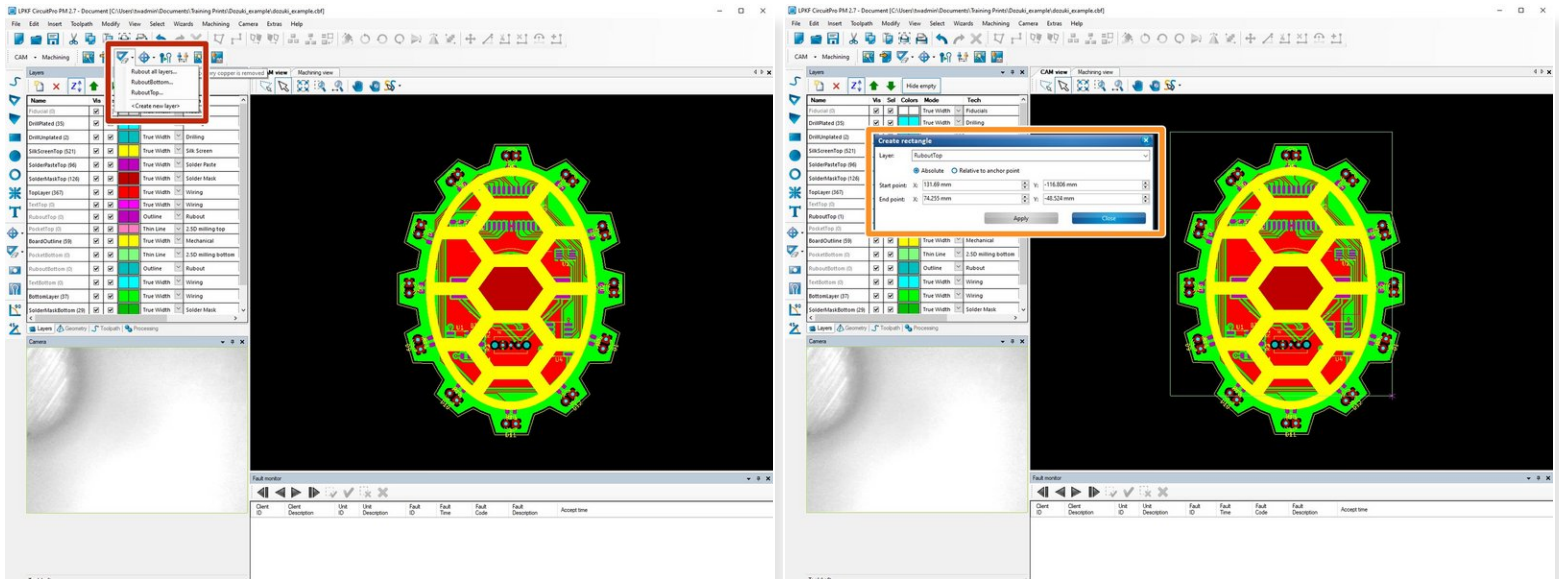 LPKF CircuitPro PM 2.7 - Document [C:\Users\twadmin\Documents\Training Prints\Dozuki_example\dozuki_example.cbf]
File Edit Insert Toolpath Modify View Select Wizards Machining Camera Extras Help
CAM Machining
Layers
Rubout all layers...
RuboutBottom...
RuboutTop...
<Create new layer>
copper is removed
M view Machining view
Name Vis
Fiducial (0)
DrillPlated (35)
DrillUnplated (2) True Width Drilling
SilkScreenTop (521) True Width Silk Screen
SolderPasteTop (96) True Width Solder Paste
SolderMaskTop (126) True Width Solder Mask
TopLayer (367) True Width Wiring
TextTop (0) True Width Wiring
RuboutTop (0) Outline Rubout
PocketTop (0) Thin Line 2.5D milling top
BoardOutline (59) True Width Mechanical
PocketBottom (0) Thin Line 2.5D milling bottom
RuboutBottom (0) Outline Rubout
TextBottom (0) True Width Wiring
BottomLayer (37) True Width Wiring
SolderMaskBottom (29) True Width Solder Mask
Layers Geometry Toolpath Processing
Camera
Fault monitor
Client ID Client Description Unit ID Unit Description Fault ID Fault Time Fault Code Fault Description Accept time
LPKF CircuitPro PM 2.7 - Document [C:\Users\twadmin\Documents\Training Prints\Dozuki_example\dozuki_example.cbf]
File Edit Insert Toolpath Modify View Select Wizards Machining Camera Extras Help
CAM Machining
Layers
Hide empty
CAM view Machining view
Name Vis Sel Colors Mode Tech
Fiducial (0) True Width Fiducials
DrillPlated (35) True Width Drilling
DrillUnplated (2)
SilkScreenTop (521)
SolderPasteTop (96)
SolderMaskTop (126)
TopLayer (367)
TextTop (0)
RuboutTop (1)
PocketTop (0)
Create rectangle
Layer: RuboutTop
Absolute Relative to anchor point
Start point: X: 131.69 mm Y: -116.806 mm
End point: X: 74.255 mm Y: -48.524 mm
Apply Close
BoardOutline (59) True Width Mechanical
PocketBottom (0) Thin Line 2.5D milling bottom
RuboutBottom (0) Outline Rubout
TextBottom (0) True Width Wiring
BottomLayer (37) True Width Wiring
SolderMaskBottom (29) True Width Solder Mask
Layers Geometry Toolpath Processing
Camera
Fault monitor
Client ID Client Description Unit ID Unit Description Fault ID Fault Time Fault Code Fault Description Accept time